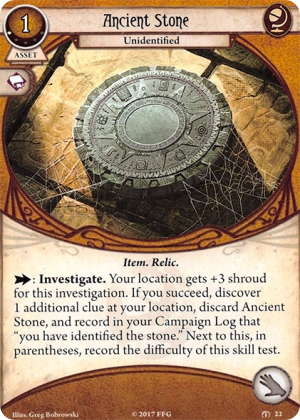 1
Ancient Stone
Unidentified
ASSET
Item. Relic.
: Investigate. Your location gets +3 shroud
for this investigation. If you succeed, discover
1 additional clue at your location, discard Ancient
Stone, and record in your Campaign Log that
“you have identified the stone.” Next to this, in
parentheses, record the difficulty of this skill test.
Illus. Greg Bobrowski
© 2017 FFG
22